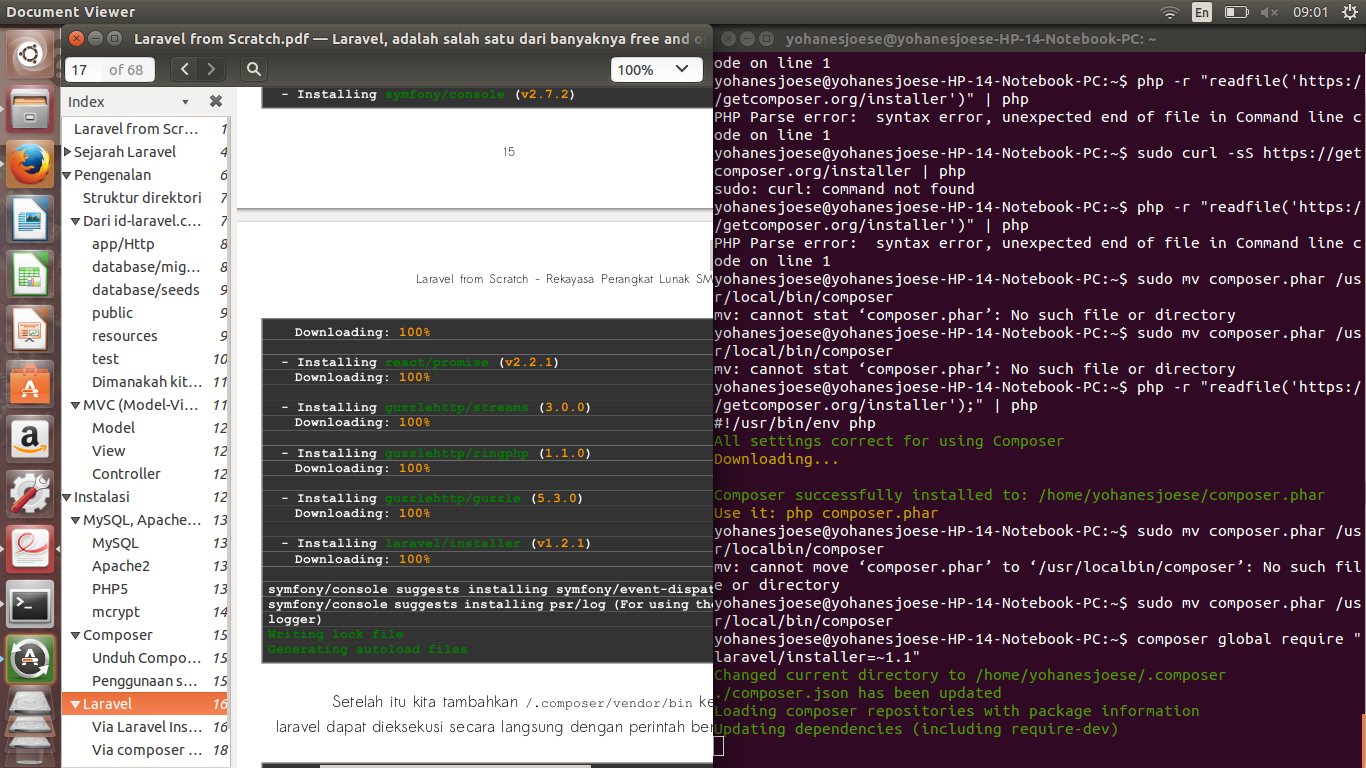 Document Viewer
En
09:01
Laravel from Scratch.pdf — Laravel, adalah salah satu dari banyaknya free and o
17 of 68
100%
Index
Laravel from Scr... 1
Sejarah Laravel 4
Pengenalan 6
Struktur direktori 7
Dari id-laravel.c... 7
app/Http 8
database/mig... 8
database/seeds 9
public 9
resources 9
test 10
Dimanakah kit... 11
MVC (Model-Vi... 11
Model 12
View 12
Controller 12
Instalasi 12
MySQL, Apache... 13
MySQL 13
Apache2 13
PHP5 13
mcrypt 14
Composer 15
Unduh Compo... 15
Penggunaan s... 15
Laravel 16
Via Laravel Ins... 16
Via composer ... 18
- Installing symfony/console (v2.7.2)
15
Laravel from Scratch - Rekayasa Perangkat Lunak SM
Downloading: 100%
- Installing react/promise (v2.2.1)
Downloading: 100%
- Installing guzzlehttp/streams (3.0.0)
Downloading: 100%
- Installing guzzlehttp/ringphp (1.1.0)
Downloading: 100%
- Installing guzzlehttp/guzzle (5.3.0)
Downloading: 100%
- Installing laravel/installer (v1.2.1)
Downloading: 100%
symfony/console suggests installing symfony/event-dispat
symfony/console suggests installing psr/log (For using the
logger)
Writing lock file
Generating autoload files
Setelah itu kita tambahkan /.composer/vendor/bin ke
laravel dapat dieksekusi secara langsung dengan perintah ber
yohanesjoese@yohanesjoese-HP-14-Notebook-PC: ~
ode on line 1
yohanesjoese@yohanesjoese-HP-14-Notebook-PC:~$ php -r "readfile('https:/
/getcomposer.org/installer')" | php
PHP Parse error:  syntax error, unexpected end of file in Command line c
ode on line 1
yohanesjoese@yohanesjoese-HP-14-Notebook-PC:~$ sudo curl -sS https://get
composer.org/installer | php
sudo: curl: command not found
yohanesjoese@yohanesjoese-HP-14-Notebook-PC:~$ php -r "readfile('https:/
/getcomposer.org/installer')" | php
PHP Parse error:  syntax error, unexpected end of file in Command line c
ode on line 1
yohanesjoese@yohanesjoese-HP-14-Notebook-PC:~$ sudo mv composer.phar /us
r/local/bin/composer
mv: cannot stat ‘composer.phar’: No such file or directory
yohanesjoese@yohanesjoese-HP-14-Notebook-PC:~$ sudo mv composer.phar /us
r/local/bin/composer
mv: cannot stat ‘composer.phar’: No such file or directory
yohanesjoese@yohanesjoese-HP-14-Notebook-PC:~$ php -r "readfile('https:/
/getcomposer.org/installer');" | php
#!/usr/bin/env php
All settings correct for using Composer
Downloading...
Composer successfully installed to: /home/yohanesjoese/composer.phar
Use it: php composer.phar
yohanesjoese@yohanesjoese-HP-14-Notebook-PC:~$ sudo mv composer.phar /us
r/localbin/composer
mv: cannot move ‘composer.phar’ to ‘/usr/localbin/composer’: No such fil
e or directory
yohanesjoese@yohanesjoese-HP-14-Notebook-PC:~$ sudo mv composer.phar /us
r/local/bin/composer
yohanesjoese@yohanesjoese-HP-14-Notebook-PC:~$ composer global require "
laravel/installer=~1.1"
Changed current directory to /home/yohanesjoese/.composer
./composer.json has been updated
Loading composer repositories with package information
Updating dependencies (including require-dev)